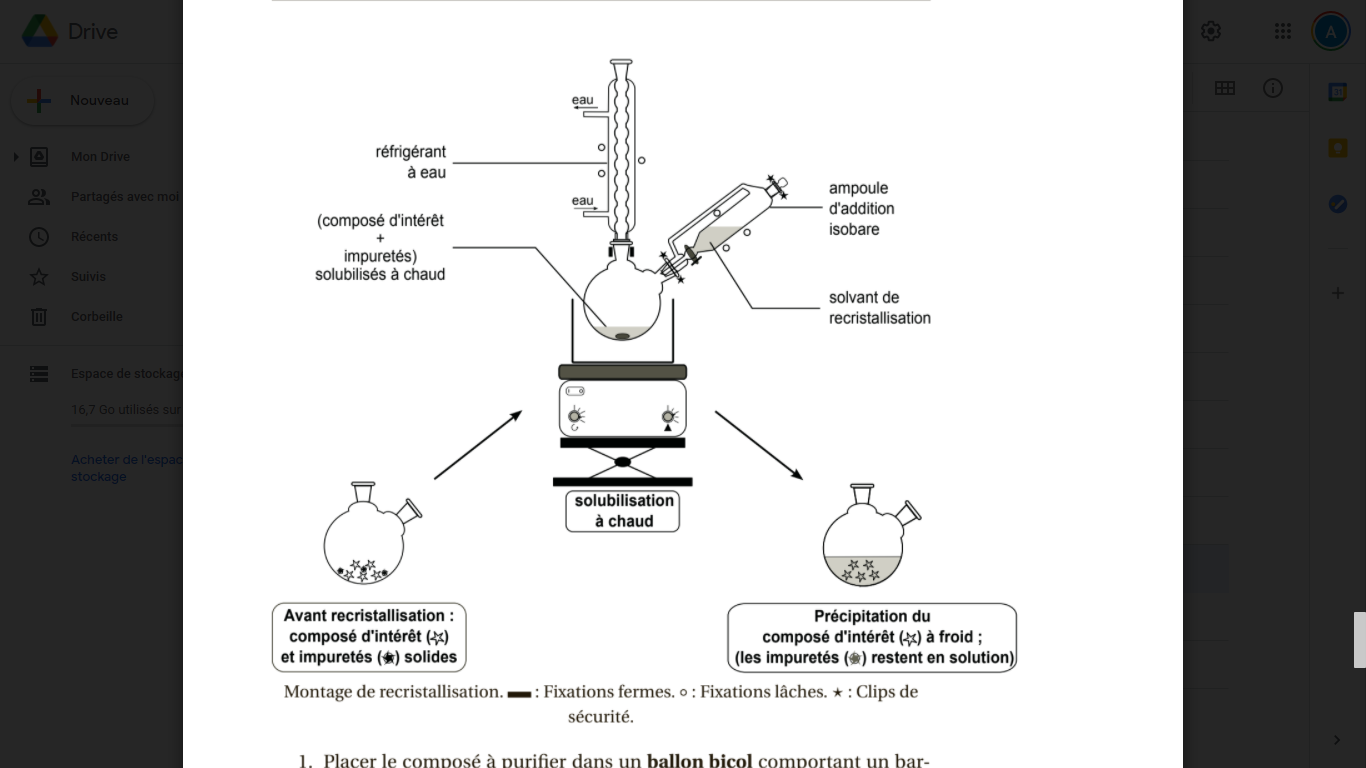 Drive
Nouveau
Mon Drive
Partagés avec moi
Récents
Suivis
Corbeille
Espace de
16,7 Go utilisés sur
Acheter de
stockage
A
31
eau
réfrigérant
à eau
eau
(composé d'intérêt
+
impuretés)
solubilisés à chaud
ampoule
d'addition
isobare
solvant de
recristallisation
solubilisation
à chaud
Avant recristallisation :
composé d'intérêt (☆)
et impuretés (★) solides
Précipitation du
composé d'intérêt (☆) à froid ;
(les impuretés (★) restent en solution)
Montage de recristallisation. ▬ : Fixations fermes. ∘ : Fixations lâches. ★ : Clips de
sécurité.
1. Placer le composé à purifier dans un ballon bicol comportant un bar-